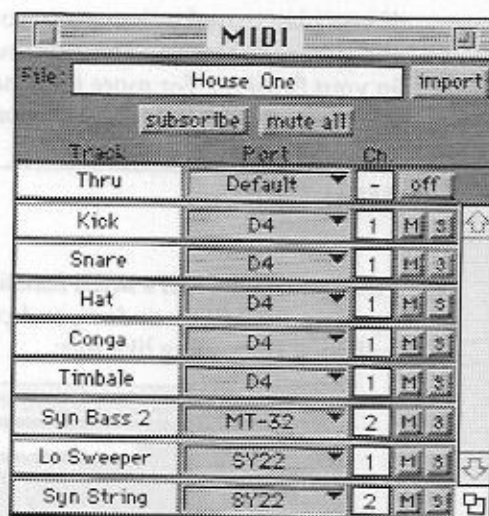 MIDI
File: House One import
subscribe mute all
Track Port Ch
Thru Default - off
Kick D4 1 M S
Snare D4 1 M S
Hat D4 1 M S
Conga D4 1 M S
Timbale D4 1 M S
Syn Bass 2 MT-32 2 M S
Lo Sweeper SY22 1 M S
Syn String SY22 2 M S